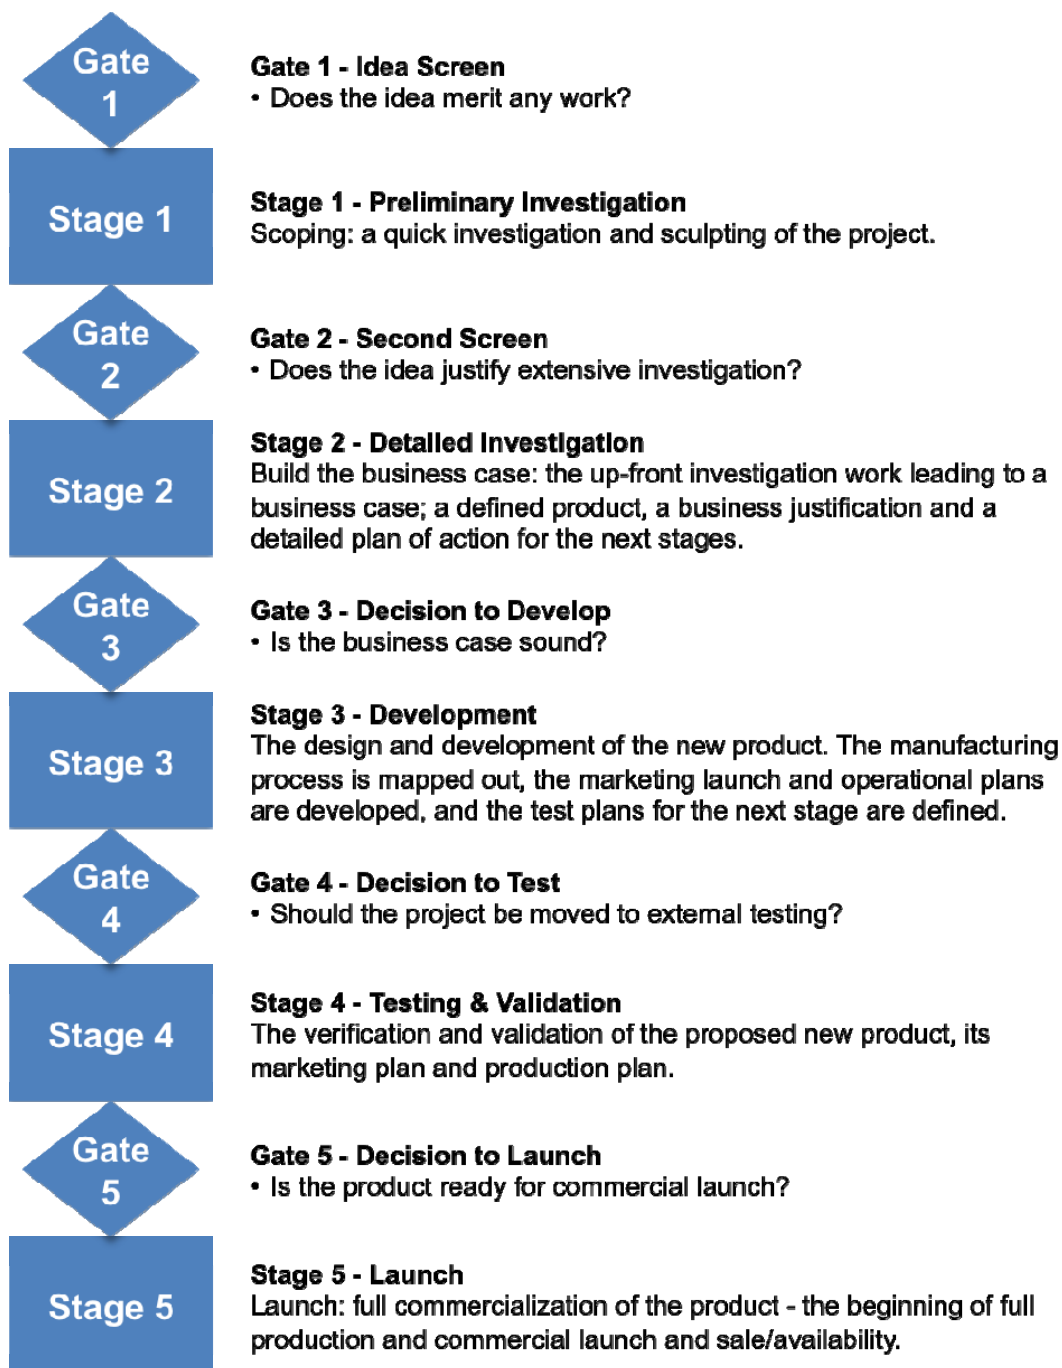 Gate
1
Gate 1 - Idea Screen
• Does the idea merit any work?
Stage 1
Stage 1 - Preliminary Investigation
Scoping: a quick investigation and sculpting of the project.
Gate
2
Gate 2 - Second Screen
• Does the idea justify extensive investigation?
Stage 2
Stage 2 - Detailed Investigation
Build the business case: the up-front investigation work leading to a
business case; a defined product, a business justification and a
detailed plan of action for the next stages.
Gate
3
Gate 3 - Decision to Develop
• Is the business case sound?
Stage 3
Stage 3 - Development
The design and development of the new product. The manufacturing
process is mapped out, the marketing launch and operational plans
are developed, and the test plans for the next stage are defined.
Gate
4
Gate 4 - Decision to Test
• Should the project be moved to external testing?
Stage 4
Stage 4 - Testing & Validation
The verification and validation of the proposed new product, its
marketing plan and production plan.
Gate
5
Gate 5 - Decision to Launch
• Is the product ready for commercial launch?
Stage 5
Stage 5 - Launch
Launch: full commercialization of the product - the beginning of full
production and commercial launch and sale/availability.